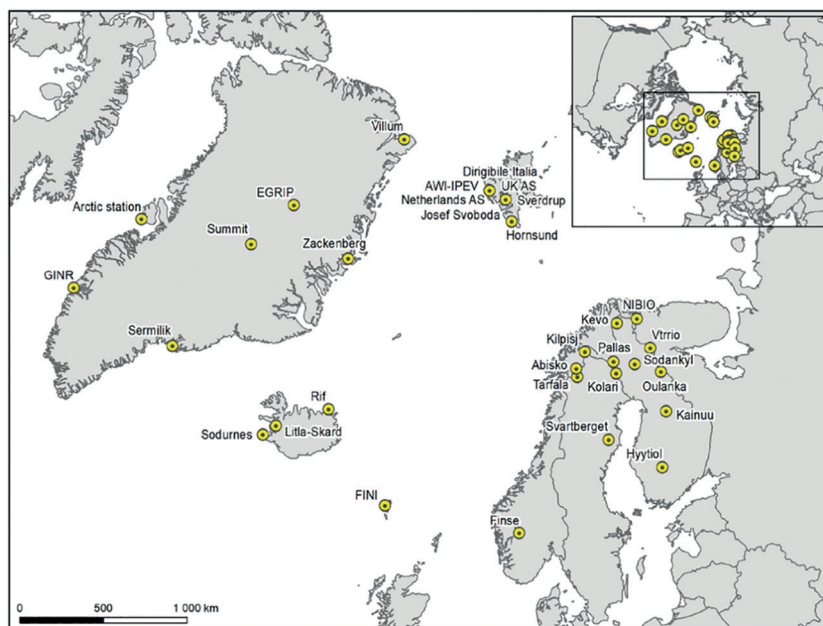 Villum
Dirigibile Italia
AWI-IPEV UK AS
Netherlands AS Sverdrup
Josef Svoboda
Hornsund
EGRIP
Arctic station
Summit
Zackenberg
GINR
Sermilik
NIBIO
Kevo
Vtrrio
Kilpisj
Pallas
Sodankyl
Abisko
Tarfala
Kolari
Oulanka
Kainuu
Rif
Sodurnes
Litla-Skard
Svartberget
Hyytiol
FINI
Finse
0 500 1 000 km